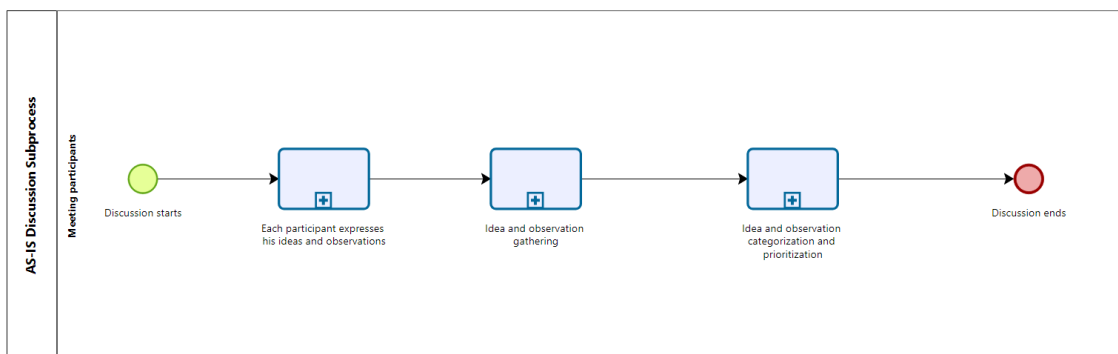 AS-IS Discussion Subprocess
Meeting participants
Discussion starts
Each participant expresses
his ideas and observations
Idea and observation
gathering
Idea and observation
categorization and
prioritization
Discussion ends